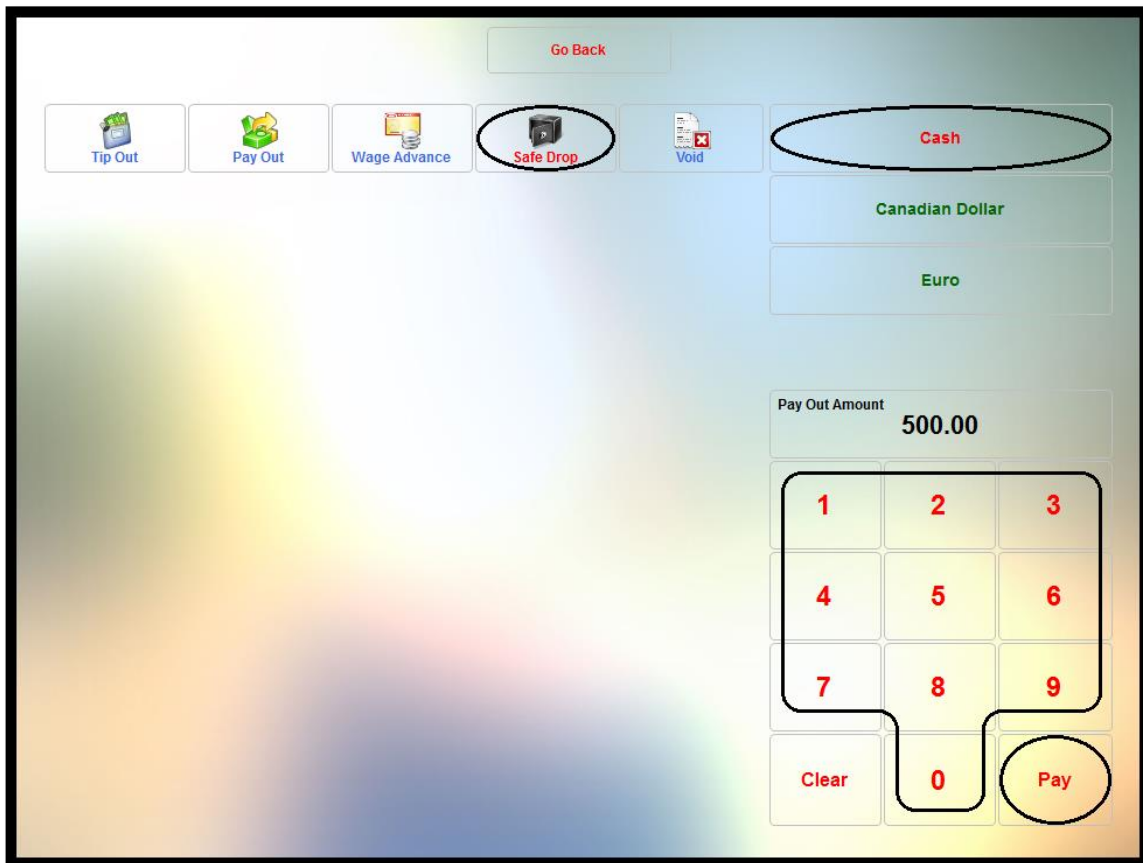 Go Back
Tip Out
Pay Out
Wage Advance
Safe Drop
Void
Cash
Canadian Dollar
Euro
Pay Out Amount
500.00
1 2 3
4 5 6
7 8 9
Clear 0 Pay